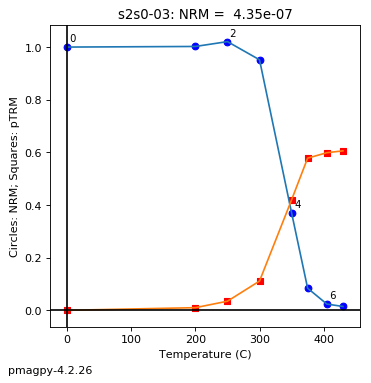 s2s0-03: NRM =  4.35e-07
Circles: NRM; Squares: pTRM
1.0
0.8
0.6
0.4
0.2
0.0
0
2
4
6
0 100 200 300 400
Temperature (C)
pmagpy-4.2.26